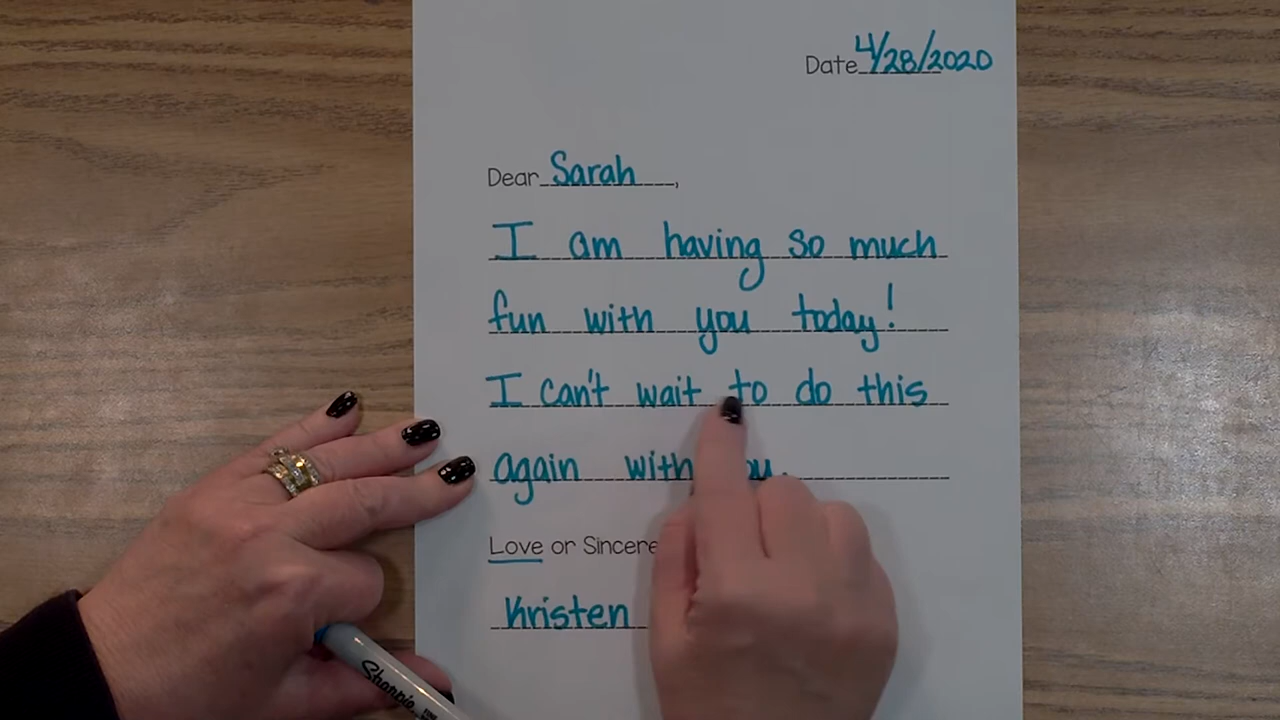 Date 4/28/2020
Dear Sarah,
I am having so much
fun with you today!
I can't wait to do this
again with
Love or Sincere
Kristen
Sharpie